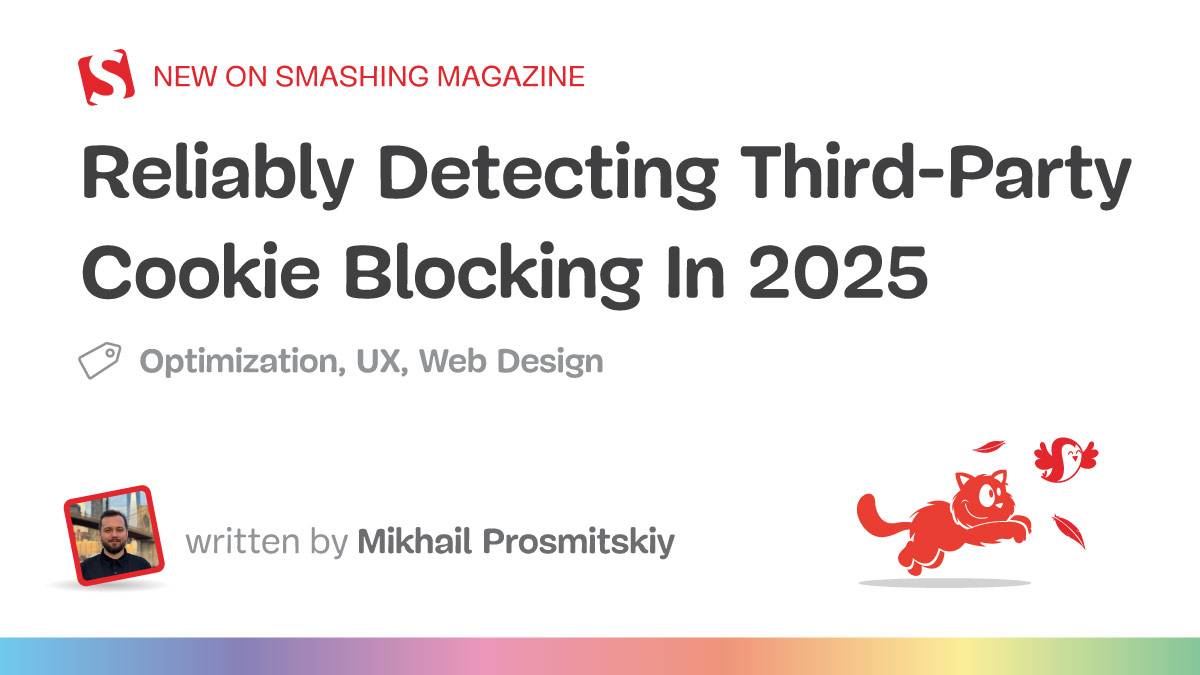 NEW ON SMASHING MAGAZINE
Reliably Detecting Third-Party
Cookie Blocking In 2025
Optimization, UX, Web Design
written by Mikhail Prosmitskiy